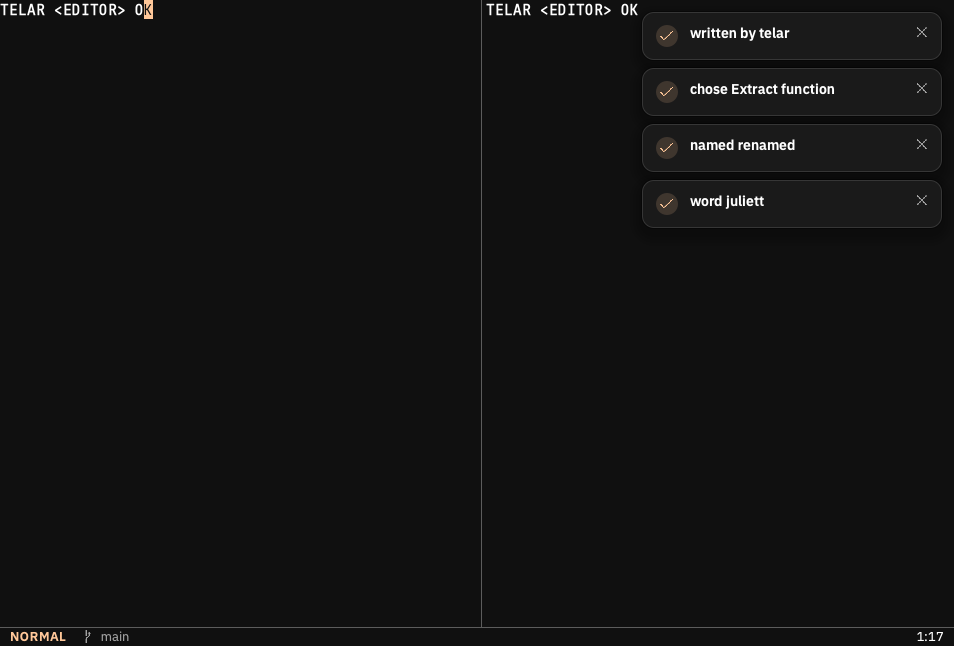 TELAR <EDITOR> OK
TELAR <EDITOR> OK
written by telar
chose Extract function
named renamed
word juliett
NORMAL main 1:17